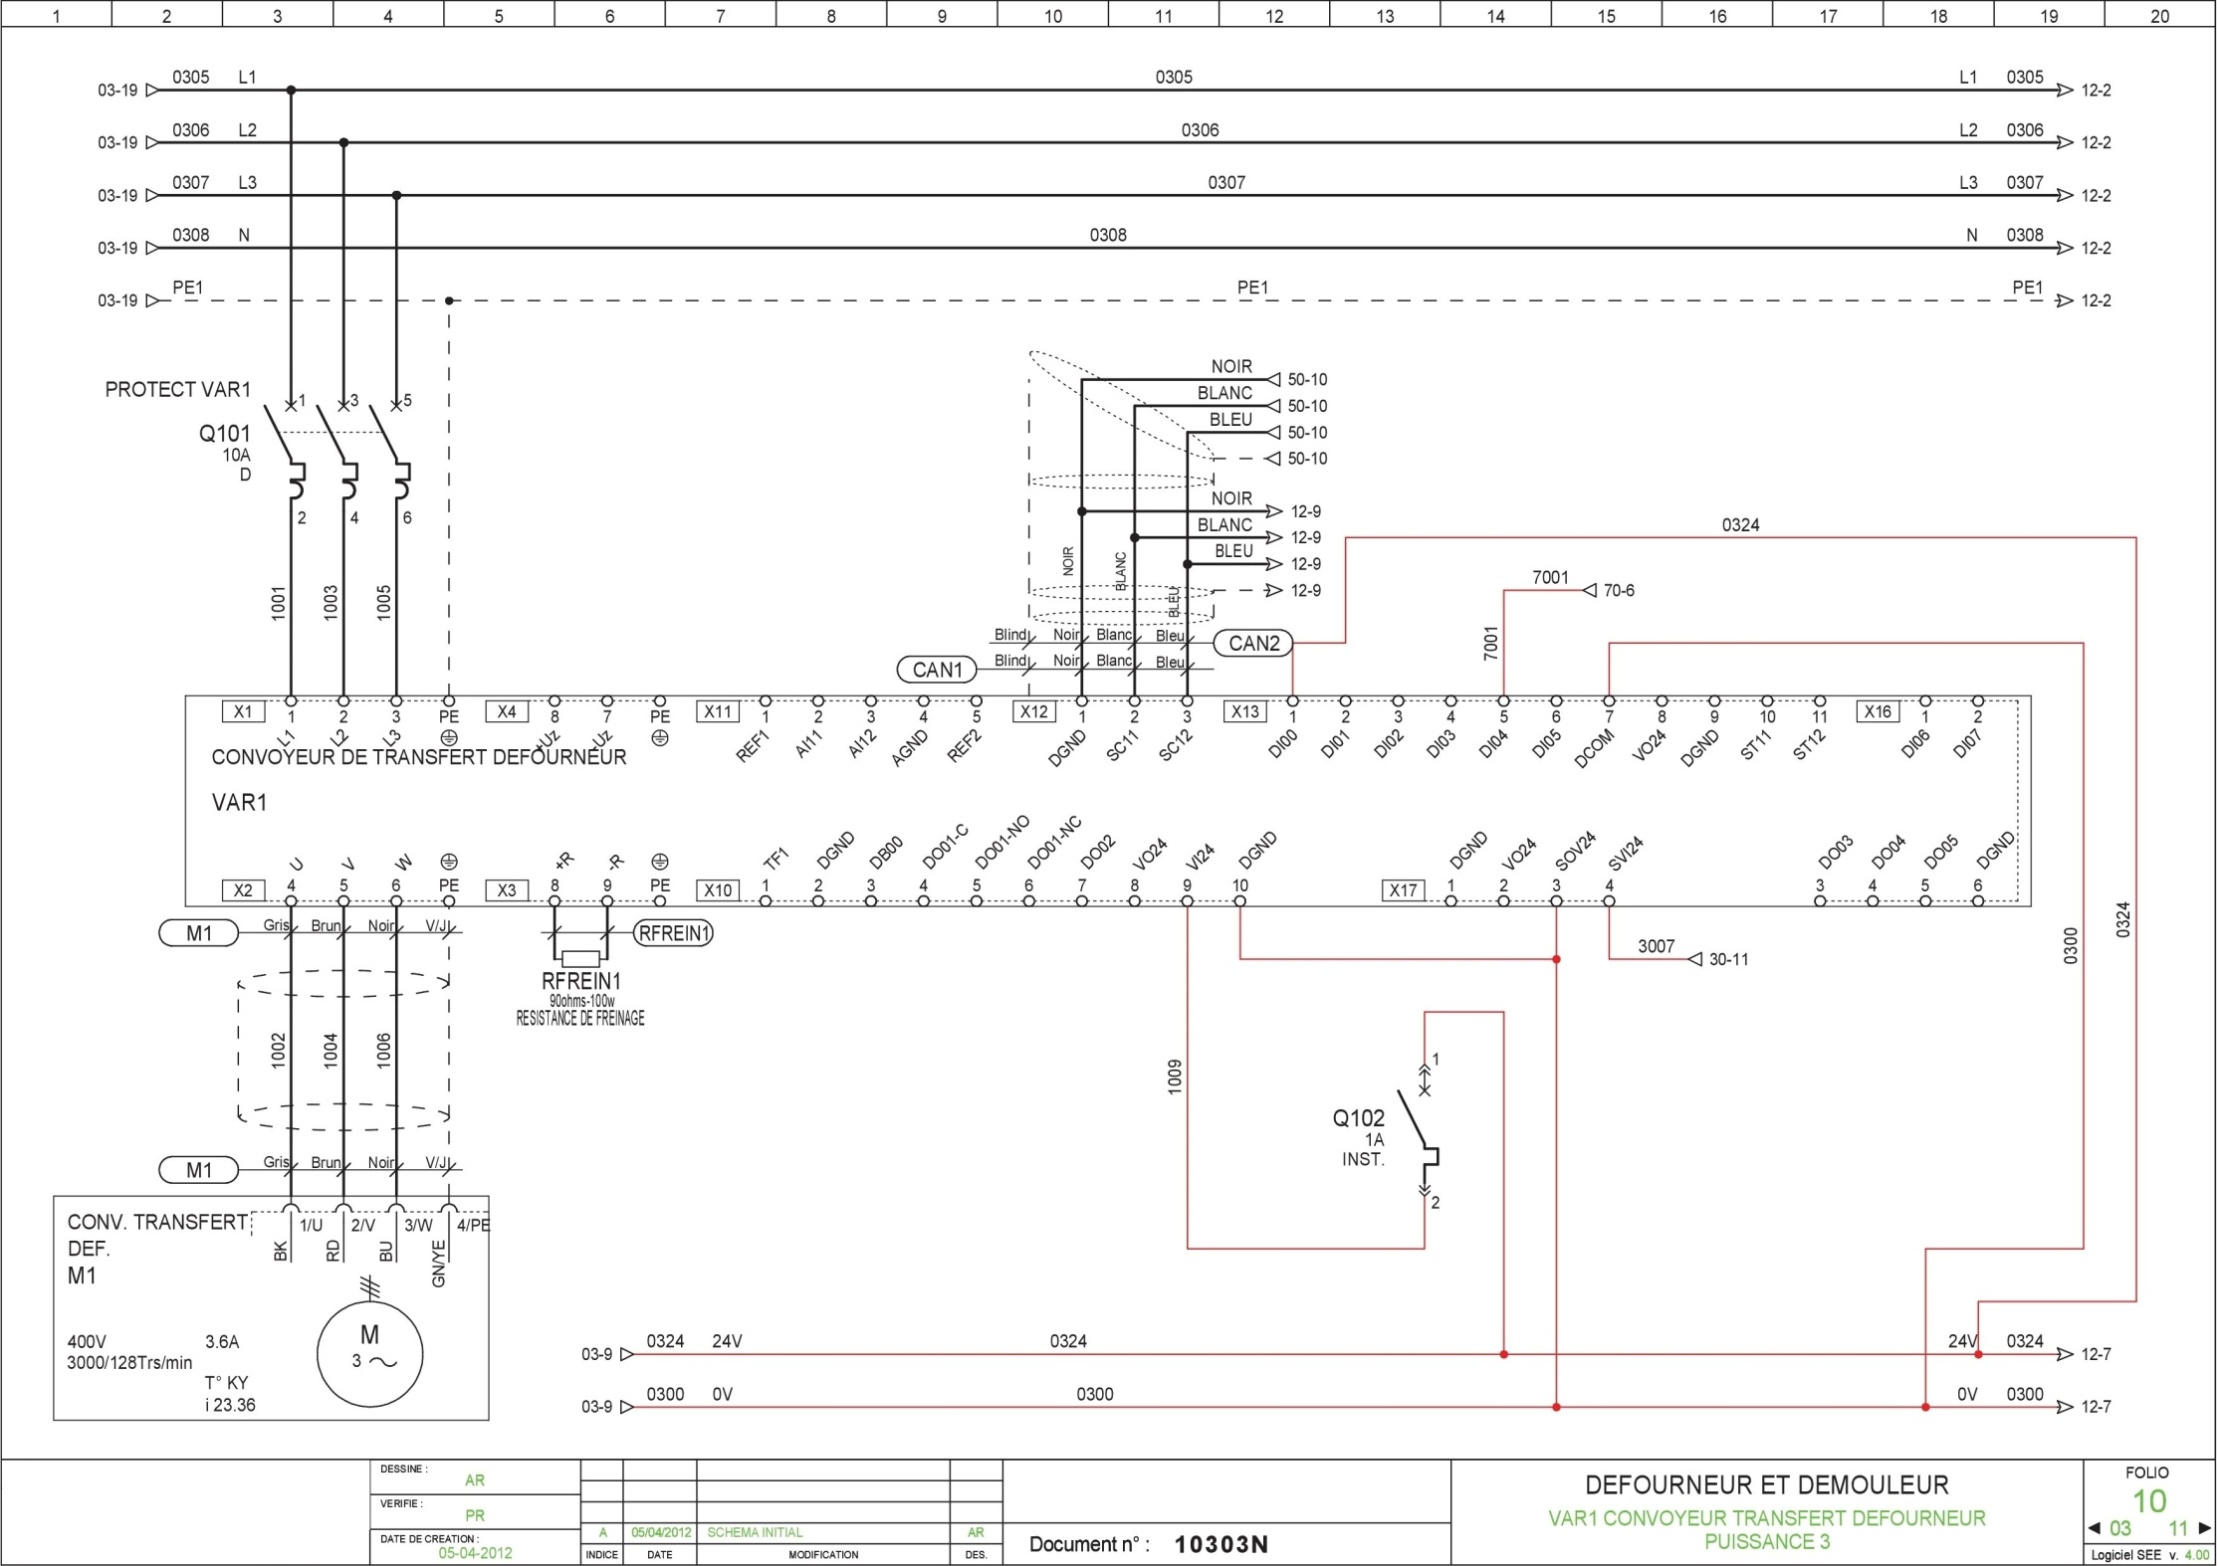 1 2 3 4 5 6 7 8 9 10 11 12 13 14 15 16 17 18 19 20
03-19 0305 L1 0305 L1 0305 12-2
03-19 0306 L2 0306 L2 0306 12-2
03-19 0307 L3 0307 L3 0307 12-2
03-19 0308 N 0308 N 0308 12-2
03-19 PE1 PE1 PE1 12-2
PROTECT VAR1
Q101
10A
D
1 3 5
2 4 6
1001 1003 1005
NOIR 50-10
BLANC 50-10
BLEU 50-10
50-10
NOIR 12-9
BLANC 12-9
BLEU 12-9
12-9
NOIR BLANC BLEU
Blind Noir Blanc Bleu CAN2
CAN1 Blind Noir Blanc Bleu
0324
7001 70-6
7001
X1 1 2 3 PE X4 8 7 PE X11 1 2 3 4 5 X12 1 2 3 X13 1 2 3 4 5 6 7 8 9 10 11 X16 1 2
L1 L2 L3 +Uz -Uz REF1 AI11 AI12 AGND REF2 DGND SC11 SC12 DI00 DI01 DI02 DI03 DI04 DI05 DCOM VO24 DGND ST11 ST12 DI06 DI07
CONVOYEUR DE TRANSFERT DEFOURNEUR
VAR1
U V W +R -R TF1 DGND DB00 DO01-C DO01-NO DO01-NC DO02 VO24 VI24 DGND DGND VO24 SOV24 SVI24 DO03 DO04 DO05 DGND
X2 4 5 6 PE X3 8 9 PE X10 1 2 3 4 5 6 7 8 9 10 X17 1 2 3 4 3 4 5 6
M1 Gris Brun Noir V/J RFREIN1
RFREIN1
90ohms-100w
RESISTANCE DE FREINAGE
3007 30-11
0300 0324
1002 1004 1006
1009
1
Q102
1A
INST.
2
M1 Gris Brun Noir V/J
CONV. TRANSFERT
DEF.
M1
1/U 2/V 3/W 4/PE
BK RD BU GN/YE
M
3
400V 3.6A
3000/128Trs/min
T° KY
i 23.36
03-9 0324 24V 0324 24V 0324 12-7
03-9 0300 0V 0300 0V 0300 12-7
DESSINE :
AR
VERIFIE :
PR
DATE DE CREATION :
05-04-2012
A 05/04/2012 SCHEMA INITIAL AR
INDICE DATE MODIFICATION DES.
Document n° : 10303N
DEFOURNEUR ET DEMOULEUR
VAR1 CONVOYEUR TRANSFERT DEFOURNEUR
PUISSANCE 3
FOLIO
10
03 11
Logiciel SEE v. 4.00